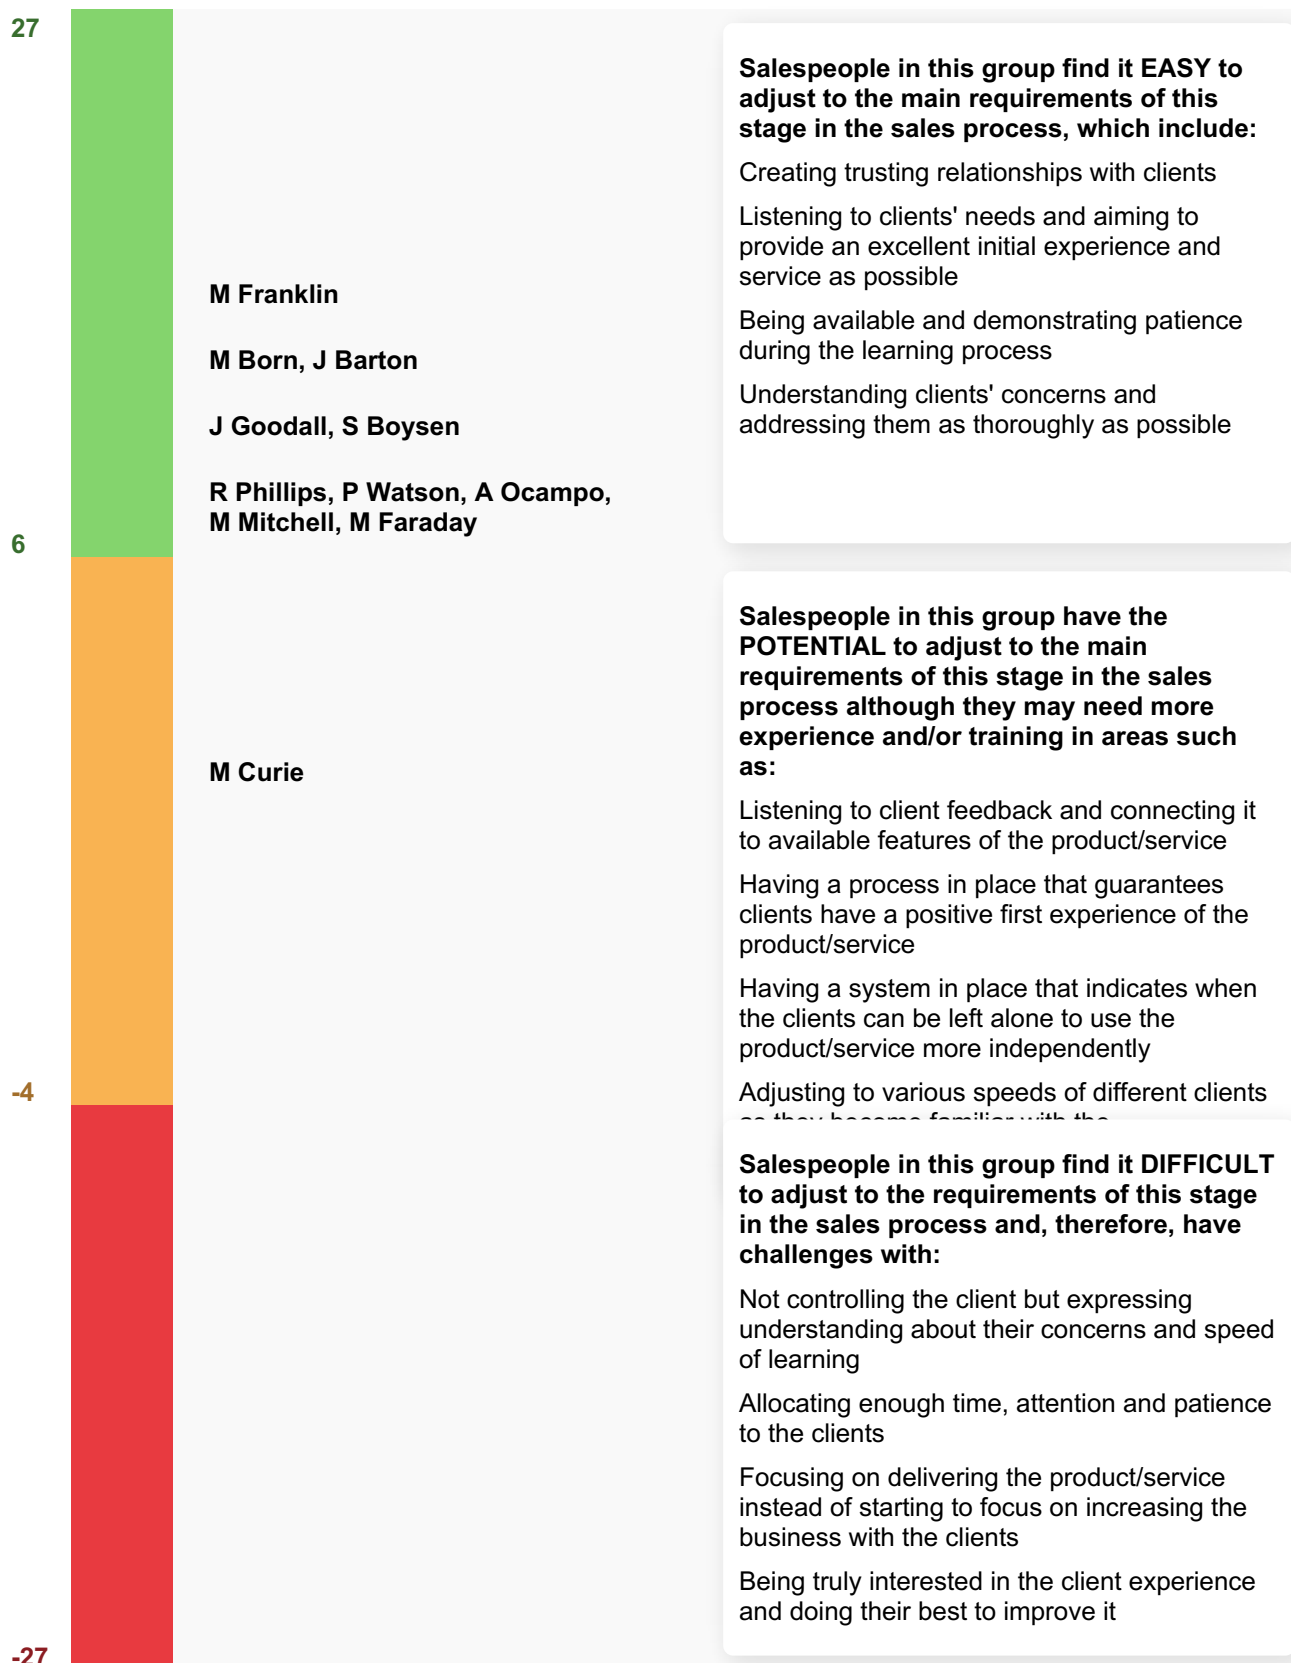 27
Salespeople in this group find it EASY to
adjust to the main requirements of this
stage in the sales process, which include:
Creating trusting relationships with clients
Listening to clients' needs and aiming to
provide an excellent initial experience and
service as possible
Being available and demonstrating patience
during the learning process
Understanding clients' concerns and
addressing them as thoroughly as possible
M Franklin
M Born, J Barton
J Goodall, S Boysen
R Phillips, P Watson, A Ocampo,
M Mitchell, M Faraday
6
Salespeople in this group have the
POTENTIAL to adjust to the main
requirements of this stage in the sales
process although they may need more
experience and/or training in areas such
as:
Listening to client feedback and connecting it
to available features of the product/service
Having a process in place that guarantees
clients have a positive first experience of the
product/service
Having a system in place that indicates when
the clients can be left alone to use the
product/service more independently
Adjusting to various speeds of different clients
as they become familiar with the
M Curie
-4
Salespeople in this group find it DIFFICULT
to adjust to the requirements of this stage
in the sales process and, therefore, have
challenges with:
Not controlling the client but expressing
understanding about their concerns and speed
of learning
Allocating enough time, attention and patience
to the clients
Focusing on delivering the product/service
instead of starting to focus on increasing the
business with the clients
Being truly interested in the client experience
and doing their best to improve it
-27